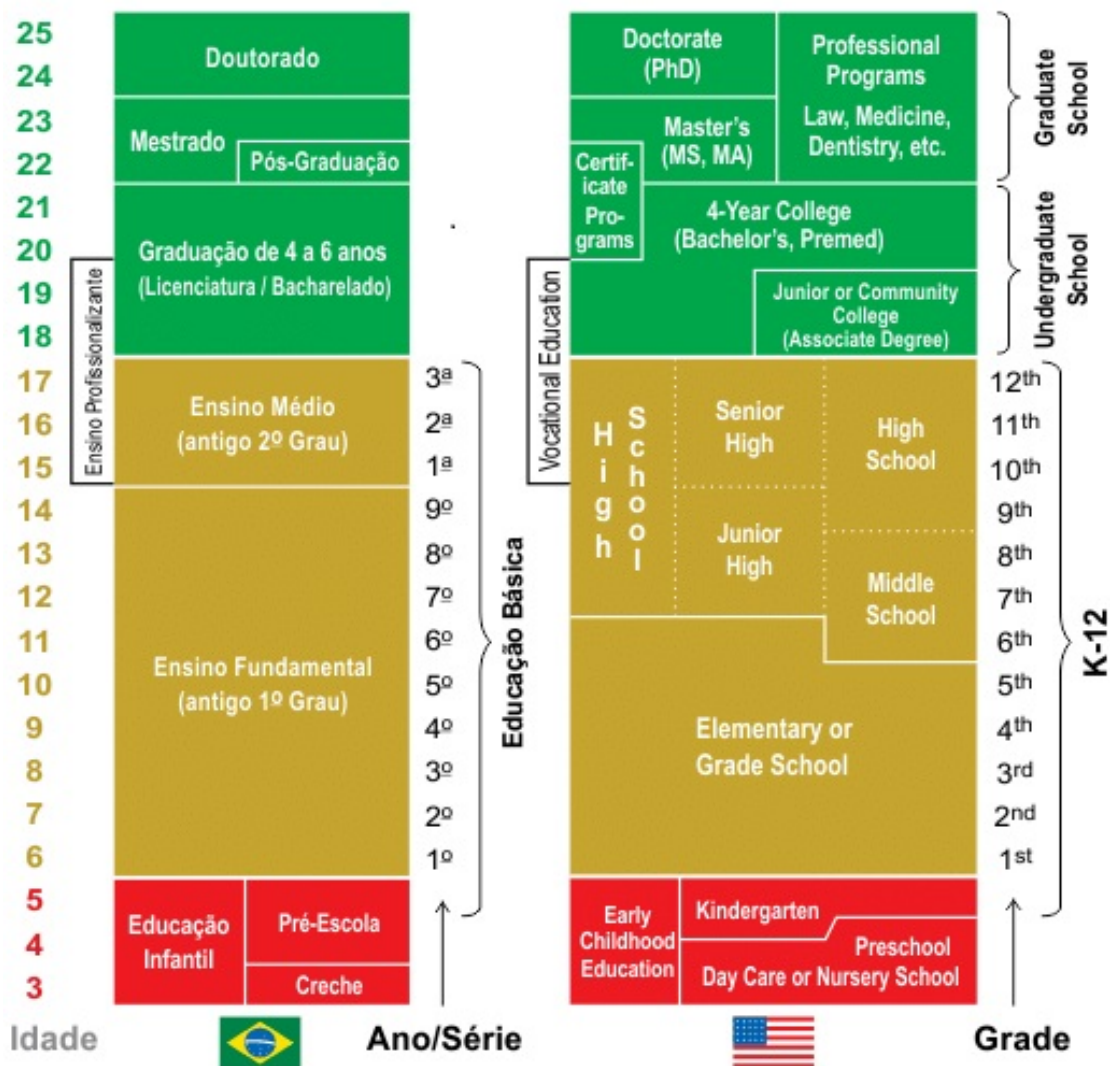 25
24
23
22
21
20
19
18
17
16
15
14
13
12
11
10
9
8
7
6
5
4
3
Idade
Ensino Profissionalizante
Doutorado
Mestrado
Pós-Graduação
Graduação de 4 a 6 anos
(Licenciatura / Bacharelado)
Ensino Médio
(antigo 2º Grau)
Ensino Fundamental
(antigo 1º Grau)
Educação
Infantil
Pré-Escola
Creche
3ª
2ª
1ª
9º
8º
7º
6º
5º
4º
3º
2º
1º
Ano/Série
Educação Básica
Vocational Education
Doctorate
(PhD)
Professional
Programs
Law, Medicine,
Dentistry, etc.
Master's
(MS, MA)
Certif-
icate
Pro-
grams
4-Year College
(Bachelor's, Premed)
Junior or Community
College
(Associate Degree)
High
School
Senior
High
High
School
Junior
High
Middle
School
Elementary or
Grade School
Early
Childhood
Education
Kindergarten
Preschool
Day Care or Nursery School
Graduate
School
Undergraduate
School
12th
11th
10th
9th
8th
7th
6th
5th
4th
3rd
2nd
1st
Grade
K-12